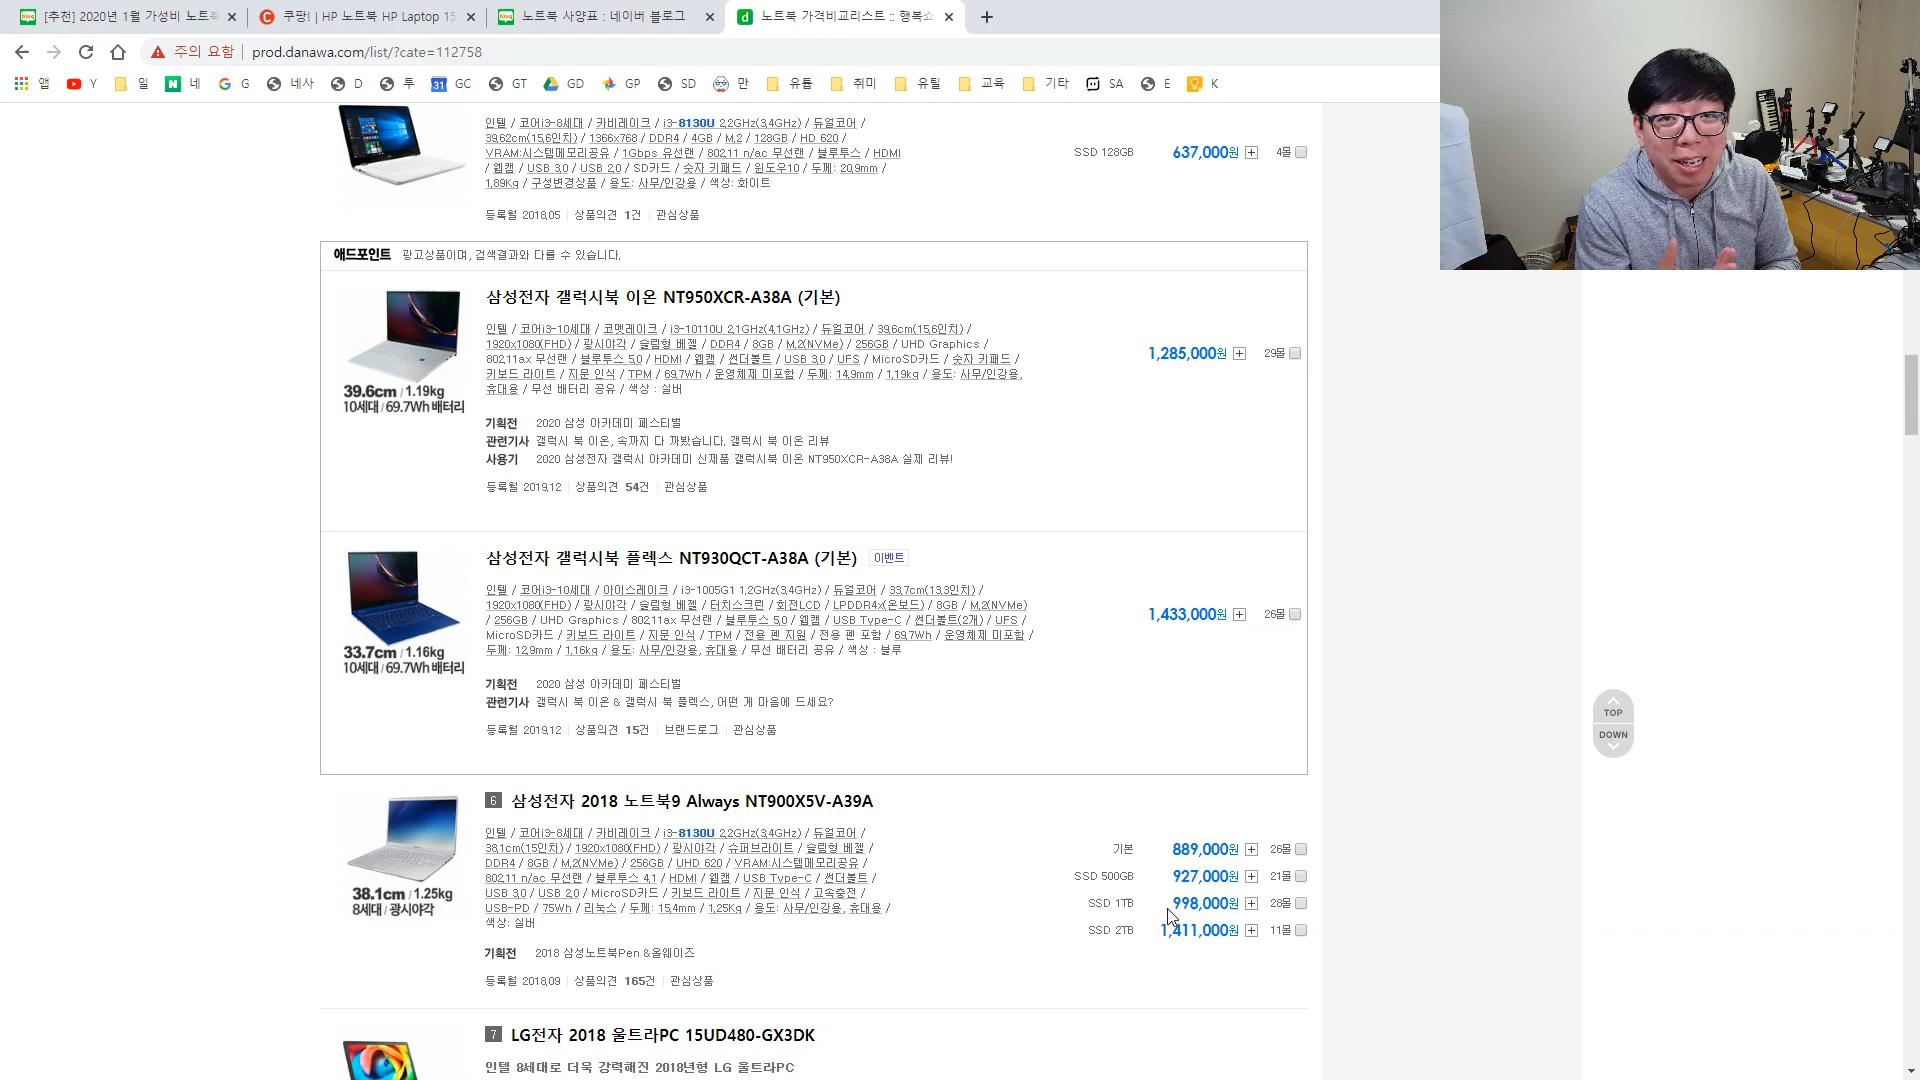 [추천] 2020년 1월 가성비 노트북
쿠팡! | HP 노트북 HP Laptop 15
노트북 사양표 : 네이버 블로그
노트북 가격비교리스트 :: 행복쇼
주의 요함 | prod.danawa.com/list/?cate=112758
앱 Y 일 네 G 네사 D 투 GC GT GD GP SD 만 유튭 취미 유틸 교육 기타 SA E K
인텔 / 코어i3-8세대 / 카비레이크 / i3-8130U 2.2GHz(3.4GHz) / 듀얼코어 /
39.62cm(15.6인치) / 1366x768 / DDR4 / 4GB / M.2 / 128GB / HD 620 /
VRAM:시스템메모리공유 / 1Gbps 유선랜 / 802.11 n/ac 무선랜 / 블루투스 / HDMI
/ 웹캠 / USB 3.0 / USB 2.0 / SD카드 / 숫자 키패드 / 윈도우10 / 두께: 20.9mm /
1.89Kg / 구성변경상품 / 용도: 사무/인강용 / 색상: 화이트
SSD 128GB 637,000원 4몰
등록월 2018.05 | 상품의견 1건 | 관심상품
애드포인트 광고상품이며, 검색결과와 다를 수 있습니다.
삼성전자 갤럭시북 이온 NT950XCR-A38A (기본)
인텔 / 코어i3-10세대 / 코멧레이크 / i3-10110U 2.1GHz(4.1GHz) / 듀얼코어 / 39.6cm(15.6인치) /
1920x1080(FHD) / 광시야각 / 슬림형 베젤 / DDR4 / 8GB / M.2(NVMe) / 256GB / UHD Graphics /
802.11ax 무선랜 / 블루투스 5.0 / HDMI / 웹캠 / 썬더볼트 / USB 3.0 / UFS / MicroSD카드 / 숫자 키패드 /
키보드 라이트 / 지문 인식 / TPM / 69.7Wh / 운영체제 미포함 / 두께: 14.9mm / 1.19kg / 용도: 사무/인강용,
휴대용 / 무선 배터리 공유 / 색상 : 실버
1,285,000원 29몰
39.6cm / 1.19kg
10세대 / 69.7Wh 배터리
기획전 2020 삼성 아카데미 페스티벌
관련기사 갤럭시 북 이온, 속까지 다 까봤습니다. 갤럭시 북 이온 리뷰
사용기 2020 삼성전자 갤럭시 아카데미 신제품 갤럭시북 이온 NT950XCR-A38A 실제 리뷰!
등록월 2019.12 | 상품의견 54건 | 관심상품
삼성전자 갤럭시북 플렉스 NT930QCT-A38A (기본) 이벤트
인텔 / 코어i3-10세대 / 아이스레이크 / i3-1005G1 1.2GHz(3.4GHz) / 듀얼코어 / 33.7cm(13.3인치) /
1920x1080(FHD) / 광시야각 / 슬림형 베젤 / 터치스크린 / 회전LCD / LPDDR4x(온보드) / 8GB / M.2(NVMe)
/ 256GB / UHD Graphics / 802.11ax 무선랜 / 블루투스 5.0 / 웹캠 / USB Type-C / 썬더볼트(2개) / UFS /
MicroSD카드 / 키보드 라이트 / 지문 인식 / TPM / 전용 펜 지원 / 전용 펜 포함 / 69.7Wh / 운영체제 미포함 /
두께: 12.9mm / 1.16kg / 용도: 사무/인강용, 휴대용 / 무선 배터리 공유 / 색상 : 블루
1,433,000원 26몰
33.7cm / 1.16kg
10세대 / 69.7Wh 배터리
기획전 2020 삼성 아카데미 페스티벌
관련기사 갤럭시 북 이온 & 갤럭시 북 플렉스, 어떤 게 마음에 드세요?
등록월 2019.12 | 상품의견 15건 | 브랜드로그 | 관심상품
TOP
DOWN
6 삼성전자 2018 노트북9 Always NT900X5V-A39A
인텔 / 코어i3-8세대 / 카비레이크 / i3-8130U 2.2GHz(3.4GHz) / 듀얼코어 /
38.1cm(15인치) / 1920x1080(FHD) / 광시야각 / 슈퍼브라이트 / 슬림형 베젤 /
DDR4 / 8GB / M.2(NVMe) / 256GB / UHD 620 / VRAM:시스템메모리공유 /
802.11 n/ac 무선랜 / 블루투스 4.1 / HDMI / 웹캠 / USB Type-C / 썬더볼트 /
USB 3.0 / USB 2.0 / MicroSD카드 / 키보드 라이트 / 지문 인식 / 고속충전 /
USB-PD / 75Wh / 리눅스 / 두께: 15.4mm / 1.25Kg / 용도: 사무/인강용, 휴대용 /
색상: 실버
기본 889,000원 26몰
SSD 500GB 927,000원 21몰
SSD 1TB 998,000원 28몰
SSD 2TB 1,411,000원 11몰
38.1cm / 1.25kg
8세대 / 광시야각
기획전 2018 삼성노트북Pen &올웨이즈
등록월 2018.09 | 상품의견 165건 | 관심상품
7 LG전자 2018 울트라PC 15UD480-GX3DK
인텔 8세대로 더욱 강력해진 2018년형 LG 울트라PC